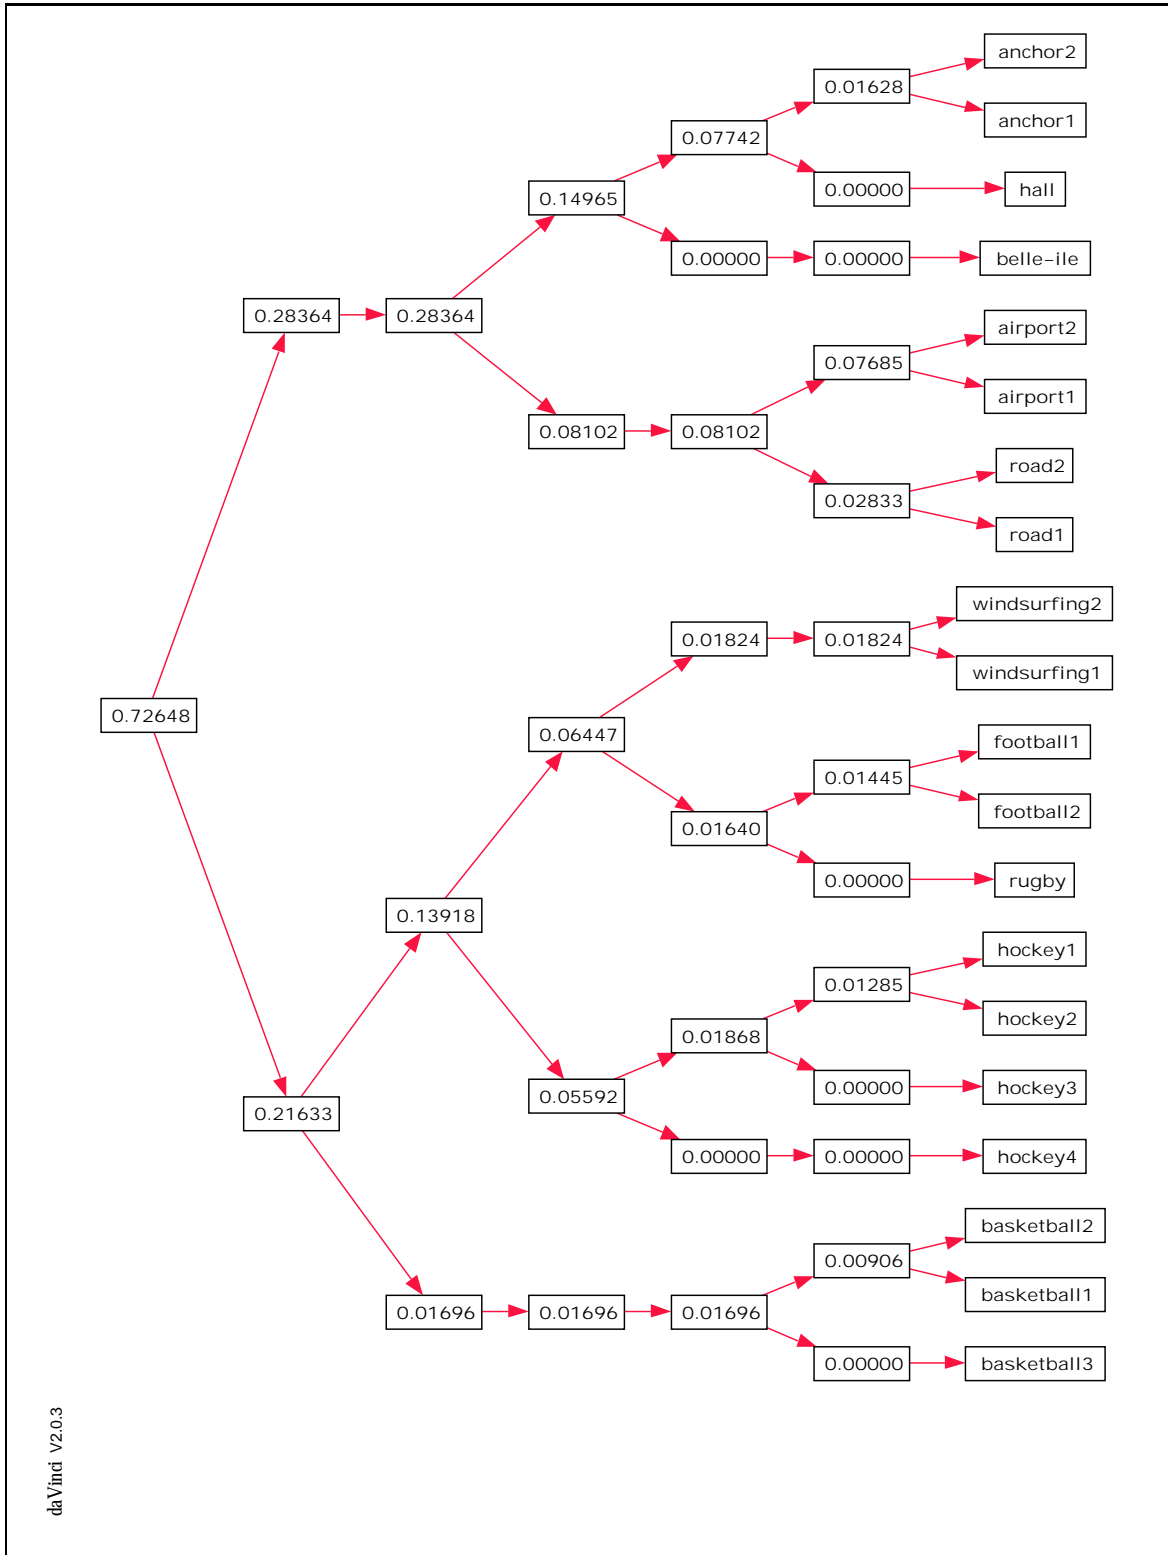 anchor2
0.01628
anchor1
0.07742
0.00000
hall
0.14965
0.00000
0.00000
belle-ile
0.28364
0.28364
airport2
0.07685
airport1
0.08102
0.08102
road2
0.02833
road1
windsurfing2
0.01824
0.01824
windsurfing1
0.72648
0.06447
football1
0.01445
football2
0.01640
0.00000
rugby
0.13918
hockey1
0.01285
hockey2
0.01868
0.00000
hockey3
0.05592
0.21633
0.00000
0.00000
hockey4
basketball2
0.00906
basketball1
0.01696
0.01696
0.01696
0.00000
basketball3
daVinci V2.0.3